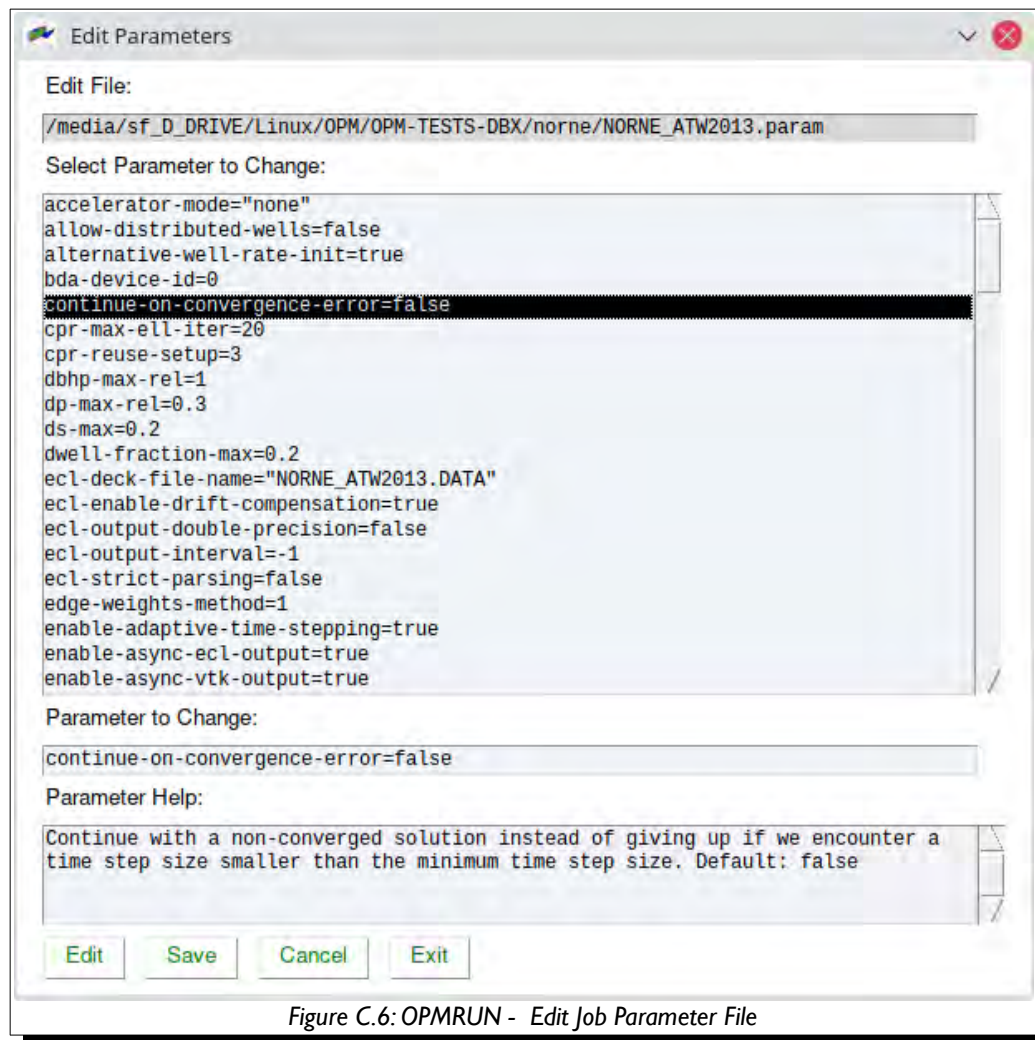 Edit Parameters
Edit File:
/media/sf_D_DRIVE/Linux/OPM/OPM-TESTS-DBX/norne/NORNE_ATW2013.param
Select Parameter to Change:
accelerator-mode="none"
allow-distributed-wells=false
alternative-well-rate-init=true
bda-device-id=0
continue-on-convergence-error=false
cpr-max-ell-iter=20
cpr-reuse-setup=3
dbhp-max-rel=1
dp-max-rel=0.3
ds-max=0.2
dwell-fraction-max=0.2
ecl-deck-file-name="NORNE_ATW2013.DATA"
ecl-enable-drift-compensation=true
ecl-output-double-precision=false
ecl-output-interval=-1
ecl-strict-parsing=false
edge-weights-method=1
enable-adaptive-time-stepping=true
enable-async-ecl-output=true
enable-async-vtk-output=true
Parameter to Change:
continue-on-convergence-error=false
Parameter Help:
Continue with a non-converged solution instead of giving up if we encounter a
time step size smaller than the minimum time step size. Default: false
Edit Save Cancel Exit
Figure C.6: OPMRUN - Edit Job Parameter File